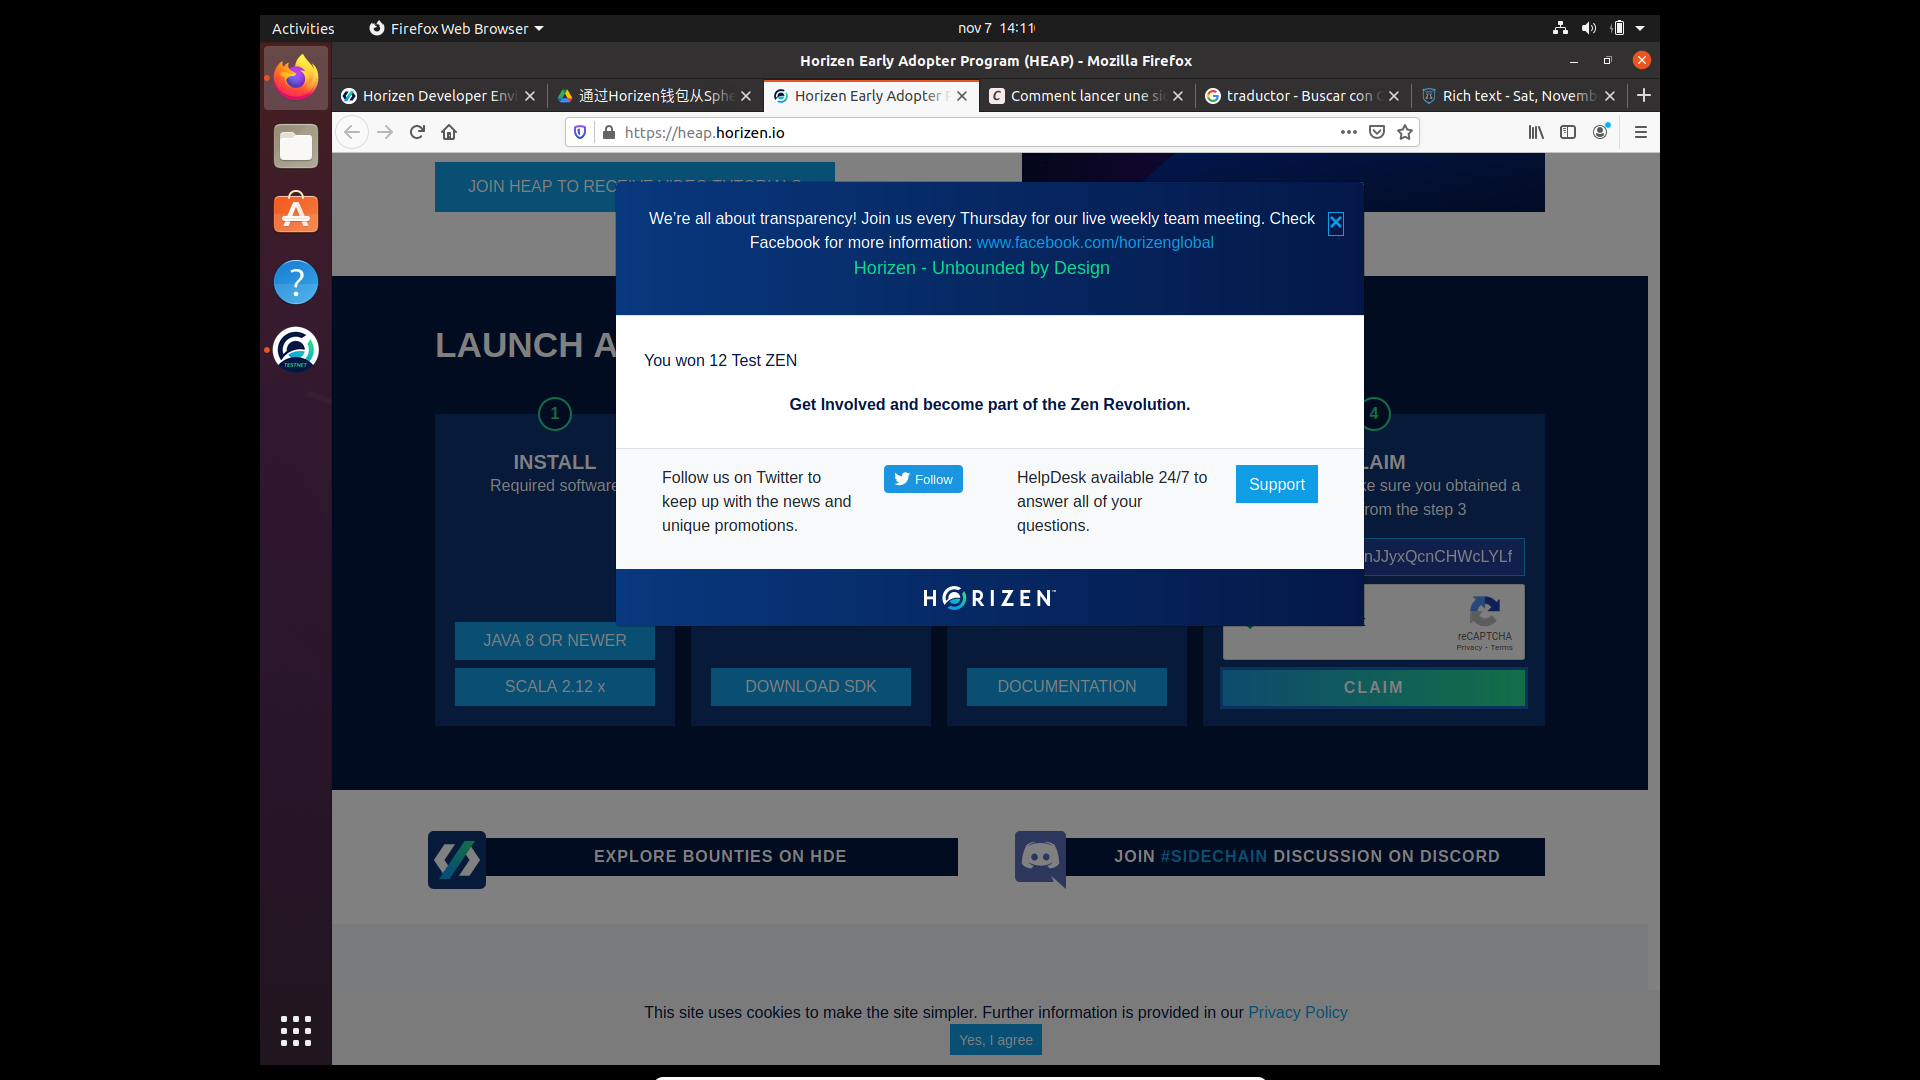 Activities
Firefox Web Browser
nov 7 14:11
Horizen Early Adopter Program (HEAP) - Mozilla Firefox
Horizen Developer Envi
通过Horizen钱包从Sphe
Horizen Early Adopter P
Comment lancer une si
traductor - Buscar con G
Rich text - Sat, Novemb
https://heap.horizen.io
JOIN HEAP TO RECEIVE VIDEO TUTORIALS
We're all about transparency! Join us every Thursday for our live weekly team meeting. Check
Facebook for more information: www.facebook.com/horizenglobal
Horizen - Unbounded by Design
You won 12 Test ZEN
Get Involved and become part of the Zen Revolution.
Follow us on Twitter to
keep up with the news and
unique promotions.
Follow
HelpDesk available 24/7 to
answer all of your
questions.
Support
HORIZEN
LAUNCH A
1
INSTALL
Required software
JAVA 8 OR NEWER
SCALA 2.12 x
DOWNLOAD SDK
DOCUMENTATION
4
LAIM
ke sure you obtained a
rom the step 3
nJJyxQcnCHWcLYLf
reCAPTCHA
Privacy - Terms
CLAIM
EXPLORE BOUNTIES ON HDE
JOIN #SIDECHAIN DISCUSSION ON DISCORD
This site uses cookies to make the site simpler. Further information is provided in our Privacy Policy
Yes, I agree
TESTNET